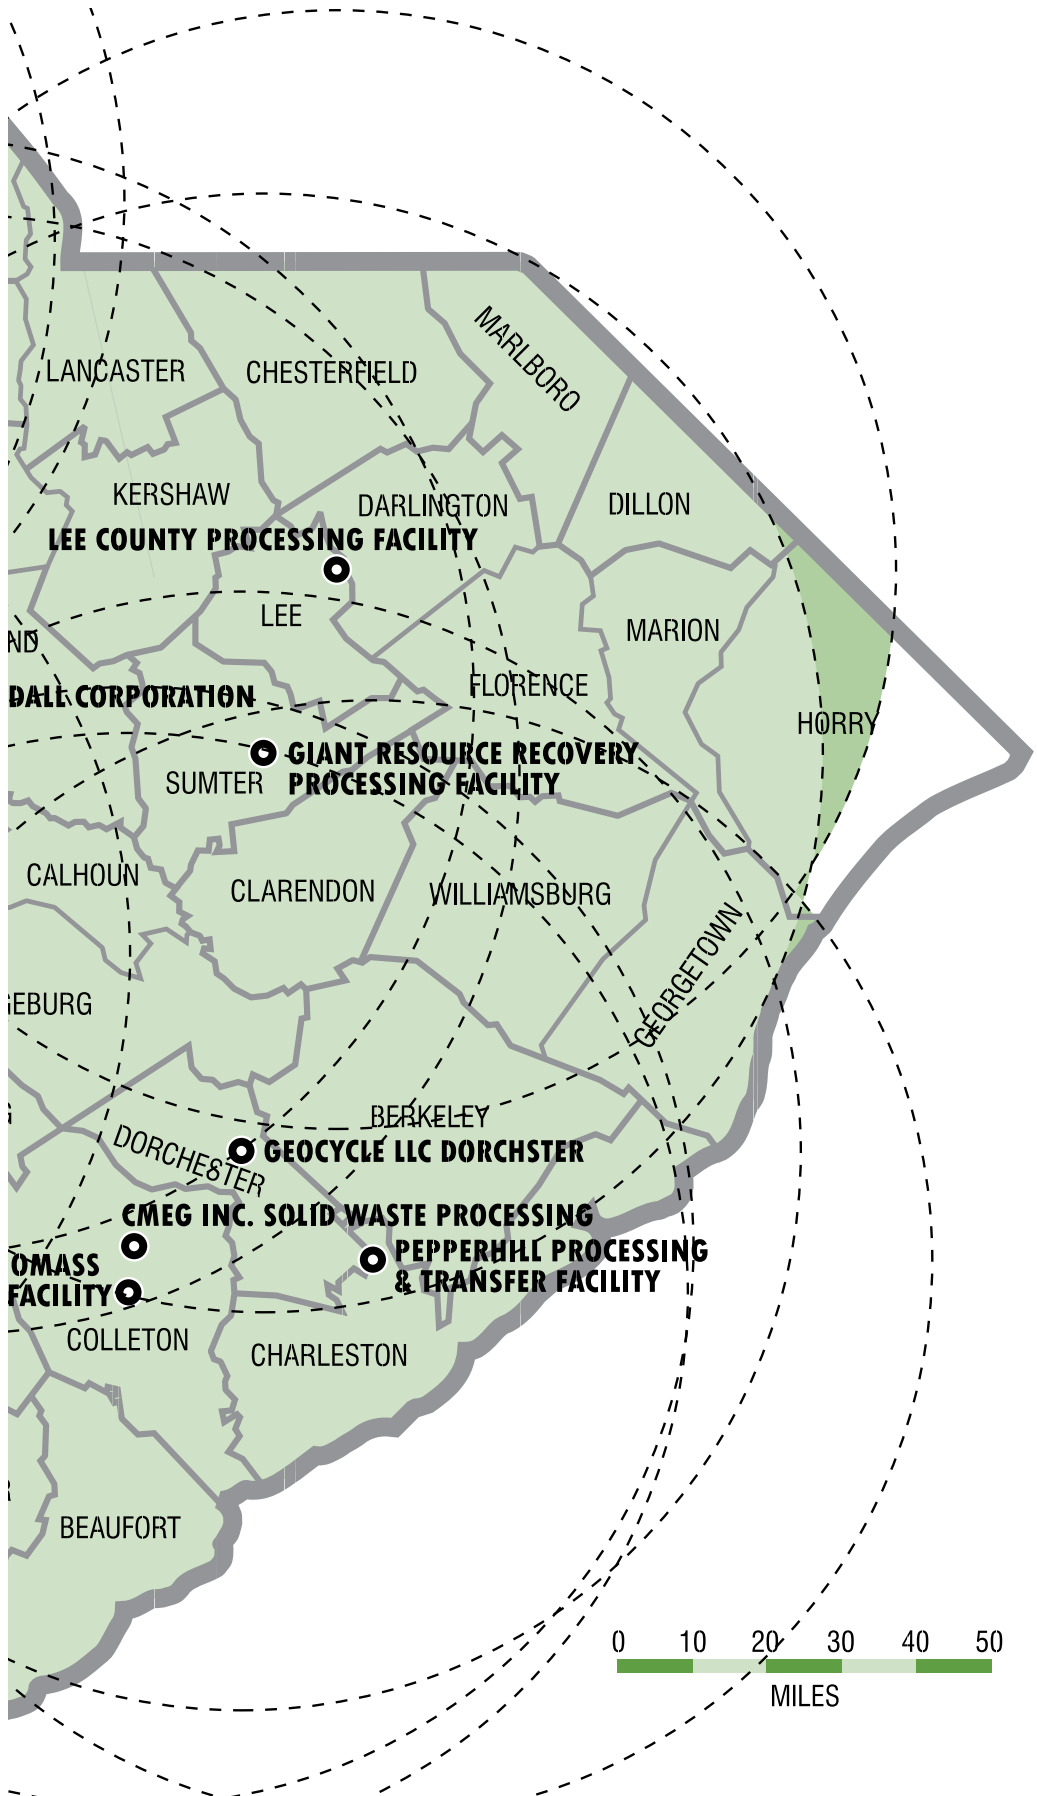 MARLBORO
LANCASTER
CHESTERFIELD
KERSHAW
DARLINGTON
DILLON
LEE COUNTY PROCESSING FACILITY
LEE
MARION
ND
FLORENCE
DALL CORPORATION
HORRY
GIANT RESOURCE RECOVERY
PROCESSING FACILITY
SUMTER
CALHOUN
CLARENDON
WILLIAMSBURG
GEORGETOWN
GEBURG
G
BERKELEY
DORCHESTER
GEOCYCLE LLC DORCHSTER
CMEG INC. SOLID WASTE PROCESSING
PEPPERHILL PROCESSING
& TRANSFER FACILITY
OMASS
FACILITY
COLLETON
CHARLESTON
R
BEAUFORT
0 10 20 30 40 50
MILES